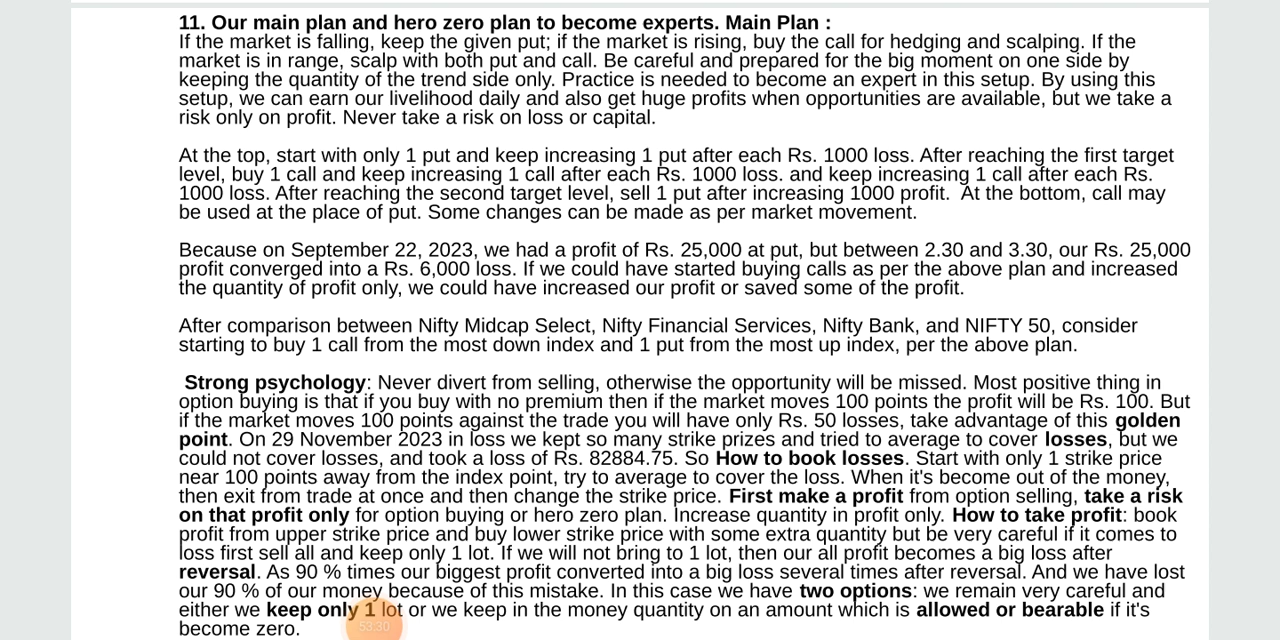 11. Our main plan and hero zero plan to become experts. Main Plan :
If the market is falling, keep the given put; if the market is rising, buy the call for hedging and scalping. If the
market is in range, scalp with both put and call. Be careful and prepared for the big moment on one side by
keeping the quantity of the trend side only. Practice is needed to become an expert in this setup. By using this
setup, we can earn our livelihood daily and also get huge profits when opportunities are available, but we take a
risk only on profit. Never take a risk on loss or capital.
At the top, start with only 1 put and keep increasing 1 put after each Rs. 1000 loss. After reaching the first target
level, buy 1 call and keep increasing 1 call after each Rs. 1000 loss. and keep increasing 1 call after each Rs.
1000 loss. After reaching the second target level, sell 1 put after increasing 1000 profit. At the bottom, call may
be used at the place of put. Some changes can be made as per market movement.
Because on September 22, 2023, we had a profit of Rs. 25,000 at put, but between 2.30 and 3.30, our Rs. 25,000
profit converged into a Rs. 6,000 loss. If we could have started buying calls as per the above plan and increased
the quantity of profit only, we could have increased our profit or saved some of the profit.
After comparison between Nifty Midcap Select, Nifty Financial Services, Nifty Bank, and NIFTY 50, consider
starting to buy 1 call from the most down index and 1 put from the most up index, per the above plan.
Strong psychology: Never divert from selling, otherwise the opportunity will be missed. Most positive thing in
option buying is that if you buy with no premium then if the market moves 100 points the profit will be Rs. 100. But
if the market moves 100 points against the trade you will have only Rs. 50 losses, take advantage of this golden
point. On 29 November 2023 in loss we kept so many strike prizes and tried to average to cover losses, but we
could not cover losses, and took a loss of Rs. 82884.75. So How to book losses. Start with only 1 strike price
near 100 points away from the index point, try to average to cover the loss. When it's become out of the money,
then exit from trade at once and then change the strike price. First make a profit from option selling, take a risk
on that profit only for option buying or hero zero plan. Increase quantity in profit only. How to take profit: book
profit from upper strike price and buy lower strike price with some extra quantity but be very careful if it comes to
loss first sell all and keep only 1 lot. If we will not bring to 1 lot, then our all profit becomes a big loss after
reversal. As 90 % times our biggest profit converted into a big loss several times after reversal. And we have lost
our 90 % of our money because of this mistake. In this case we have two options: we remain very careful and
either we keep only 1 lot or we keep in the money quantity on an amount which is allowed or bearable if it's
become zero.
53:30